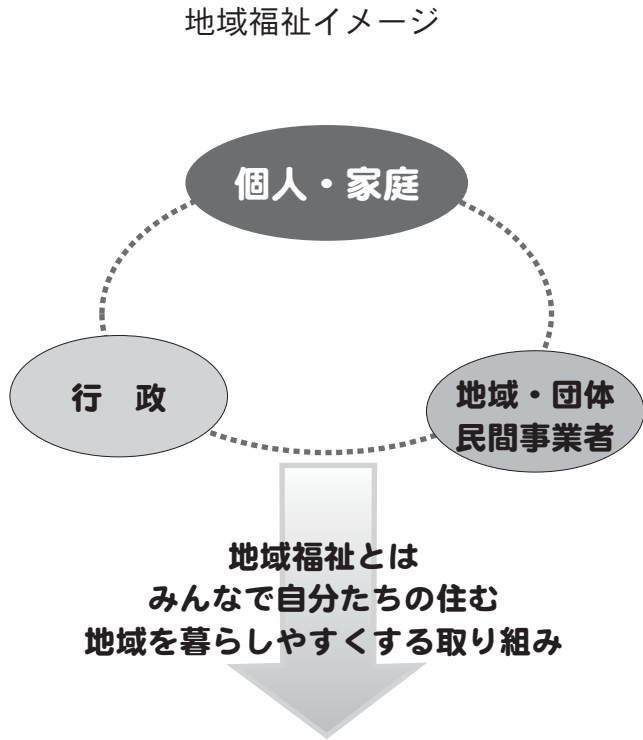 地域福祉イメージ
個人・家庭
行　政
地域・団体
民間事業者
地域福祉とは
みんなで自分たちの住む
地域を暮らしやすくする取り組み